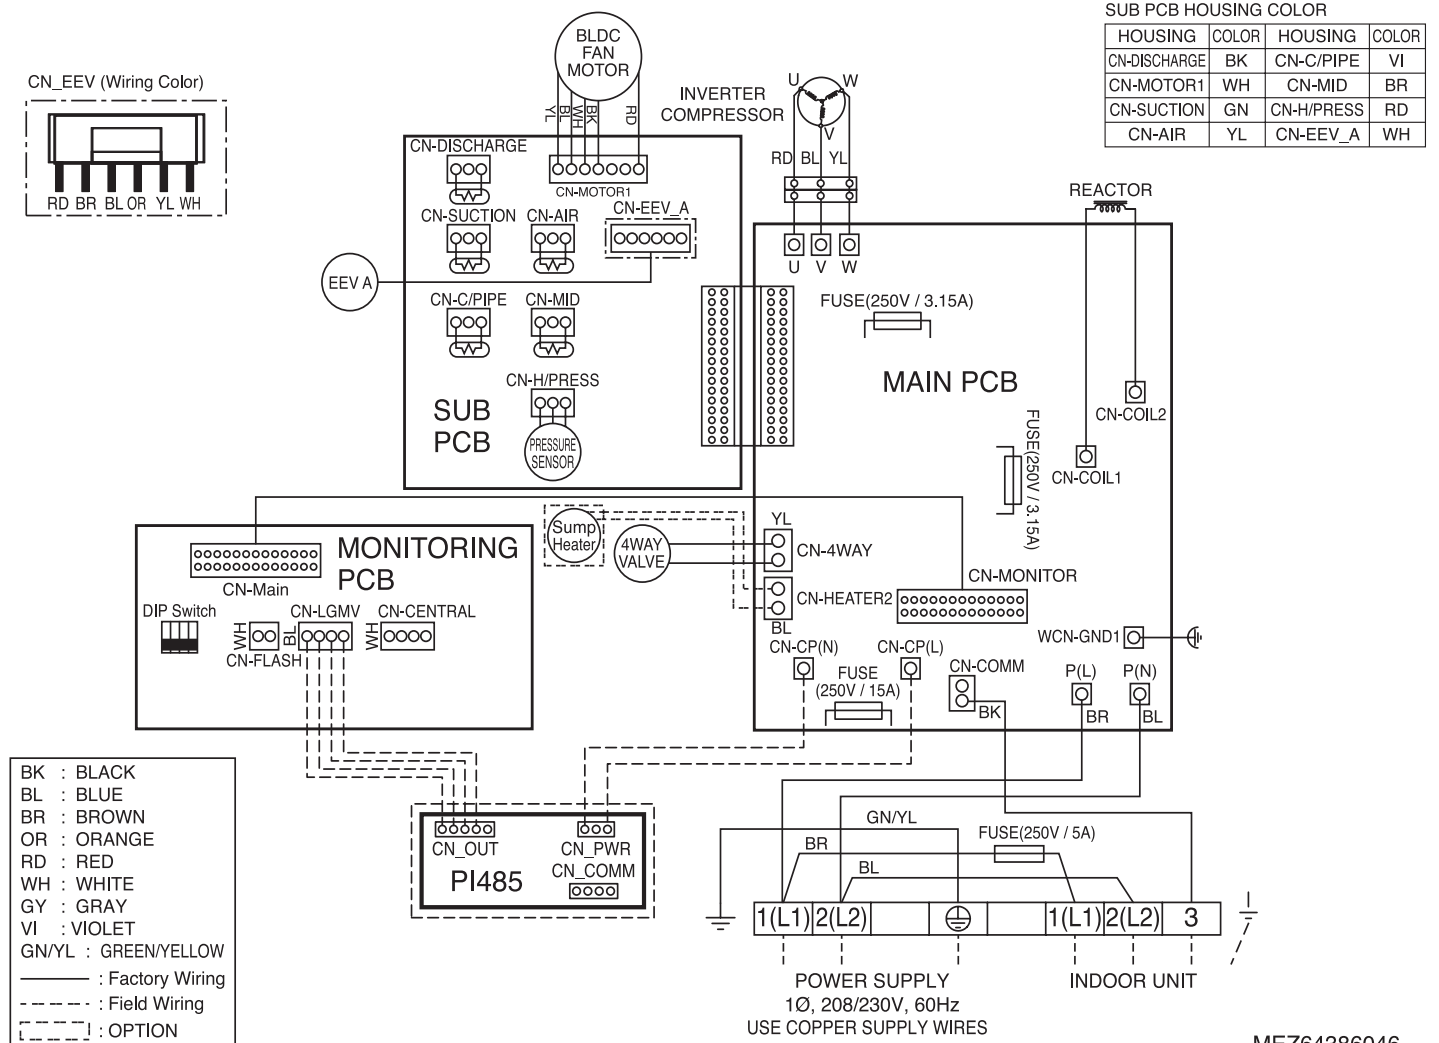 SUB PCB HOUSING COLOR
HOUSING COLOR HOUSING COLOR
CN-DISCHARGE BK CN-C/PIPE VI
CN-MOTOR1 WH CN-MID BR
CN-SUCTION GN CN-H/PRESS RD
CN-AIR YL CN-EEV_A WH
CN_EEV (Wiring Color)
RD BR BL OR YL WH
BLDC
FAN
MOTOR
YL BL WH BK RD
INVERTER
COMPRESSOR
U W
V
RD BL YL
REACTOR
CN-DISCHARGE
CN-MOTOR1
CN-SUCTION CN-AIR
CN-EEV_A
EEV A
CN-C/PIPE CN-MID
CN-H/PRESS
SUB
PCB
PRESSURE
SENSOR
U V W
FUSE(250V / 3.15A)
MAIN PCB
CN-COIL2
FUSE(250V / 3.15A)
CN-COIL1
Sump
Heater
4WAY
VALVE
YL
CN-4WAY
CN-HEATER2
BL
CN-MONITOR
WCN-GND1
CN-CP(N)
CN-CP(L)
FUSE
(250V / 15A)
CN-COMM
BK
P(L)
P(N)
BR
BL
MONITORING
PCB
CN-Main
DIP Switch
WH
CN-FLASH
BL
CN-LGMV
WH
CN-CENTRAL
CN_OUT
CN_PWR
CN_COMM
PI485
BK : BLACK
BL : BLUE
BR : BROWN
OR : ORANGE
RD : RED
WH : WHITE
GY : GRAY
VI : VIOLET
GN/YL : GREEN/YELLOW
: Factory Wiring
: Field Wiring
: OPTION
GN/YL
BR
FUSE(250V / 5A)
BL
1(L1) 2(L2) 1(L1) 2(L2) 3
POWER SUPPLY
1Ø, 208/230V, 60Hz
USE COPPER SUPPLY WIRES
INDOOR UNIT